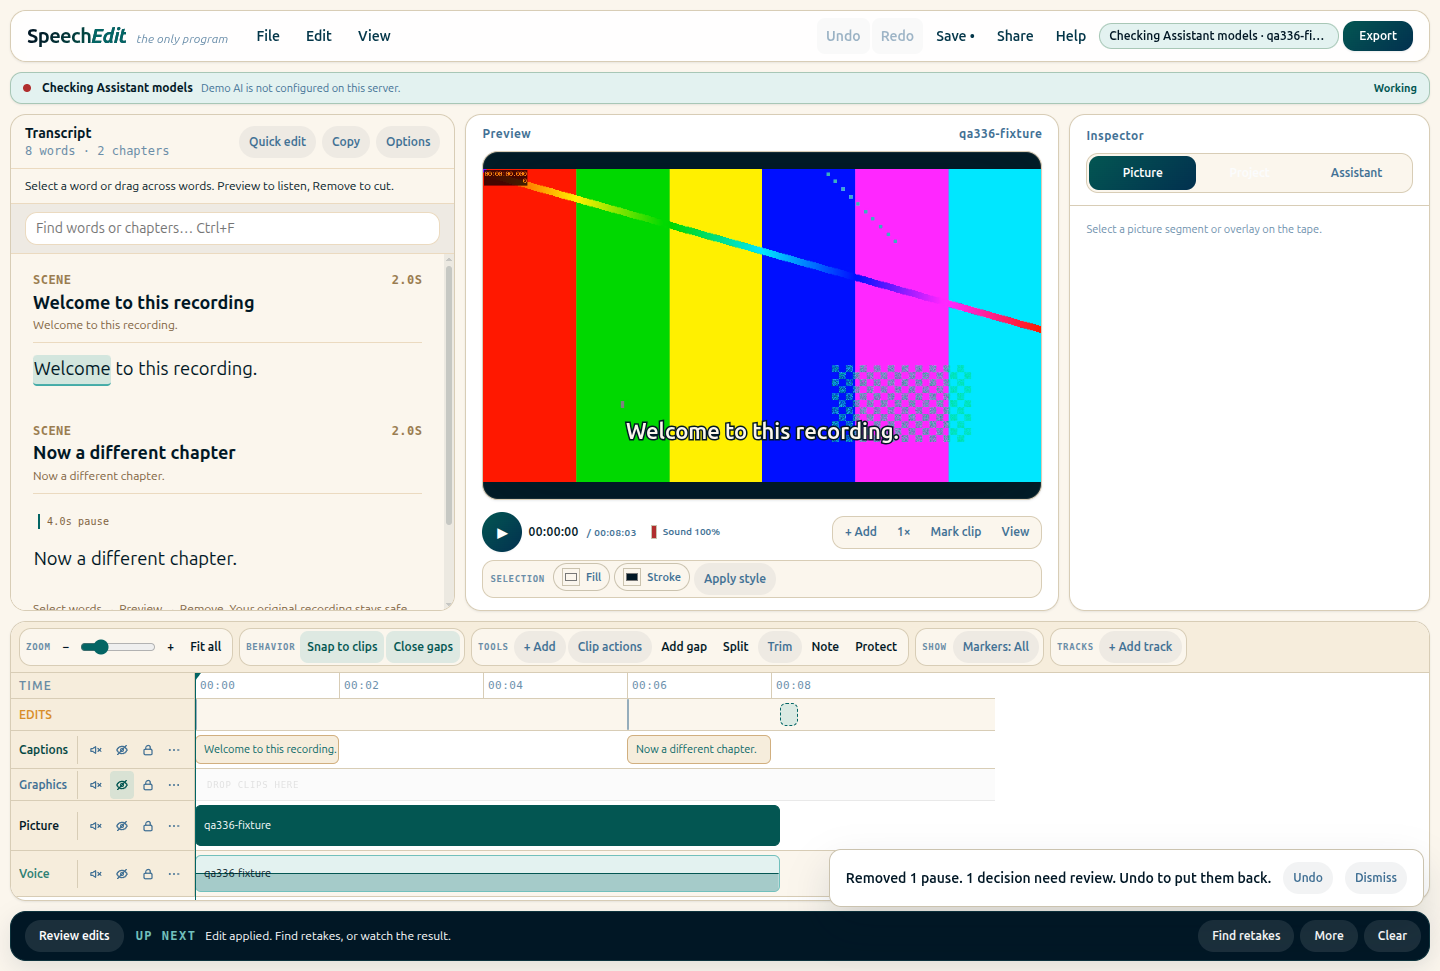 SpeechEdit the only program File Edit View Undo Redo Save • Share Help Checking Assistant models · qa336-fi... Export
Checking Assistant models Demo AI is not configured on this server. Working
Transcript
8 words · 2 chapters
Quick edit Copy Options
Select a word or drag across words. Preview to listen, Remove to cut.
Find words or chapters... Ctrl+F
SCENE 2.0S
Welcome to this recording
Welcome to this recording.
Welcome to this recording.
SCENE 2.0S
Now a different chapter
Now a different chapter.
4.0s pause
Now a different chapter.
Select words Preview Remove. Your original recording stays safe
Preview qa336-fixture
Welcome to this recording.
00:00:00 / 00:08:03 Sound 100% + Add 1× Mark clip View
SELECTION Fill Stroke Apply style
Inspector
Picture Project Assistant
Select a picture segment or overlay on the tape.
ZOOM − + Fit all BEHAVIOR Snap to clips Close gaps TOOLS + Add Clip actions Add gap Split Trim Note Protect SHOW Markers: All TRACKS + Add track
TIME 00:00 00:02 00:04 00:06 00:08
EDITS
Captions Welcome to this recording. Now a different chapter.
Graphics DROP CLIPS HERE
Picture qa336-fixture
Voice qa336-fixture
Removed 1 pause. 1 decision need review. Undo to put them back. Undo Dismiss
Review edits UP NEXT Edit applied. Find retakes, or watch the result. Find retakes More Clear